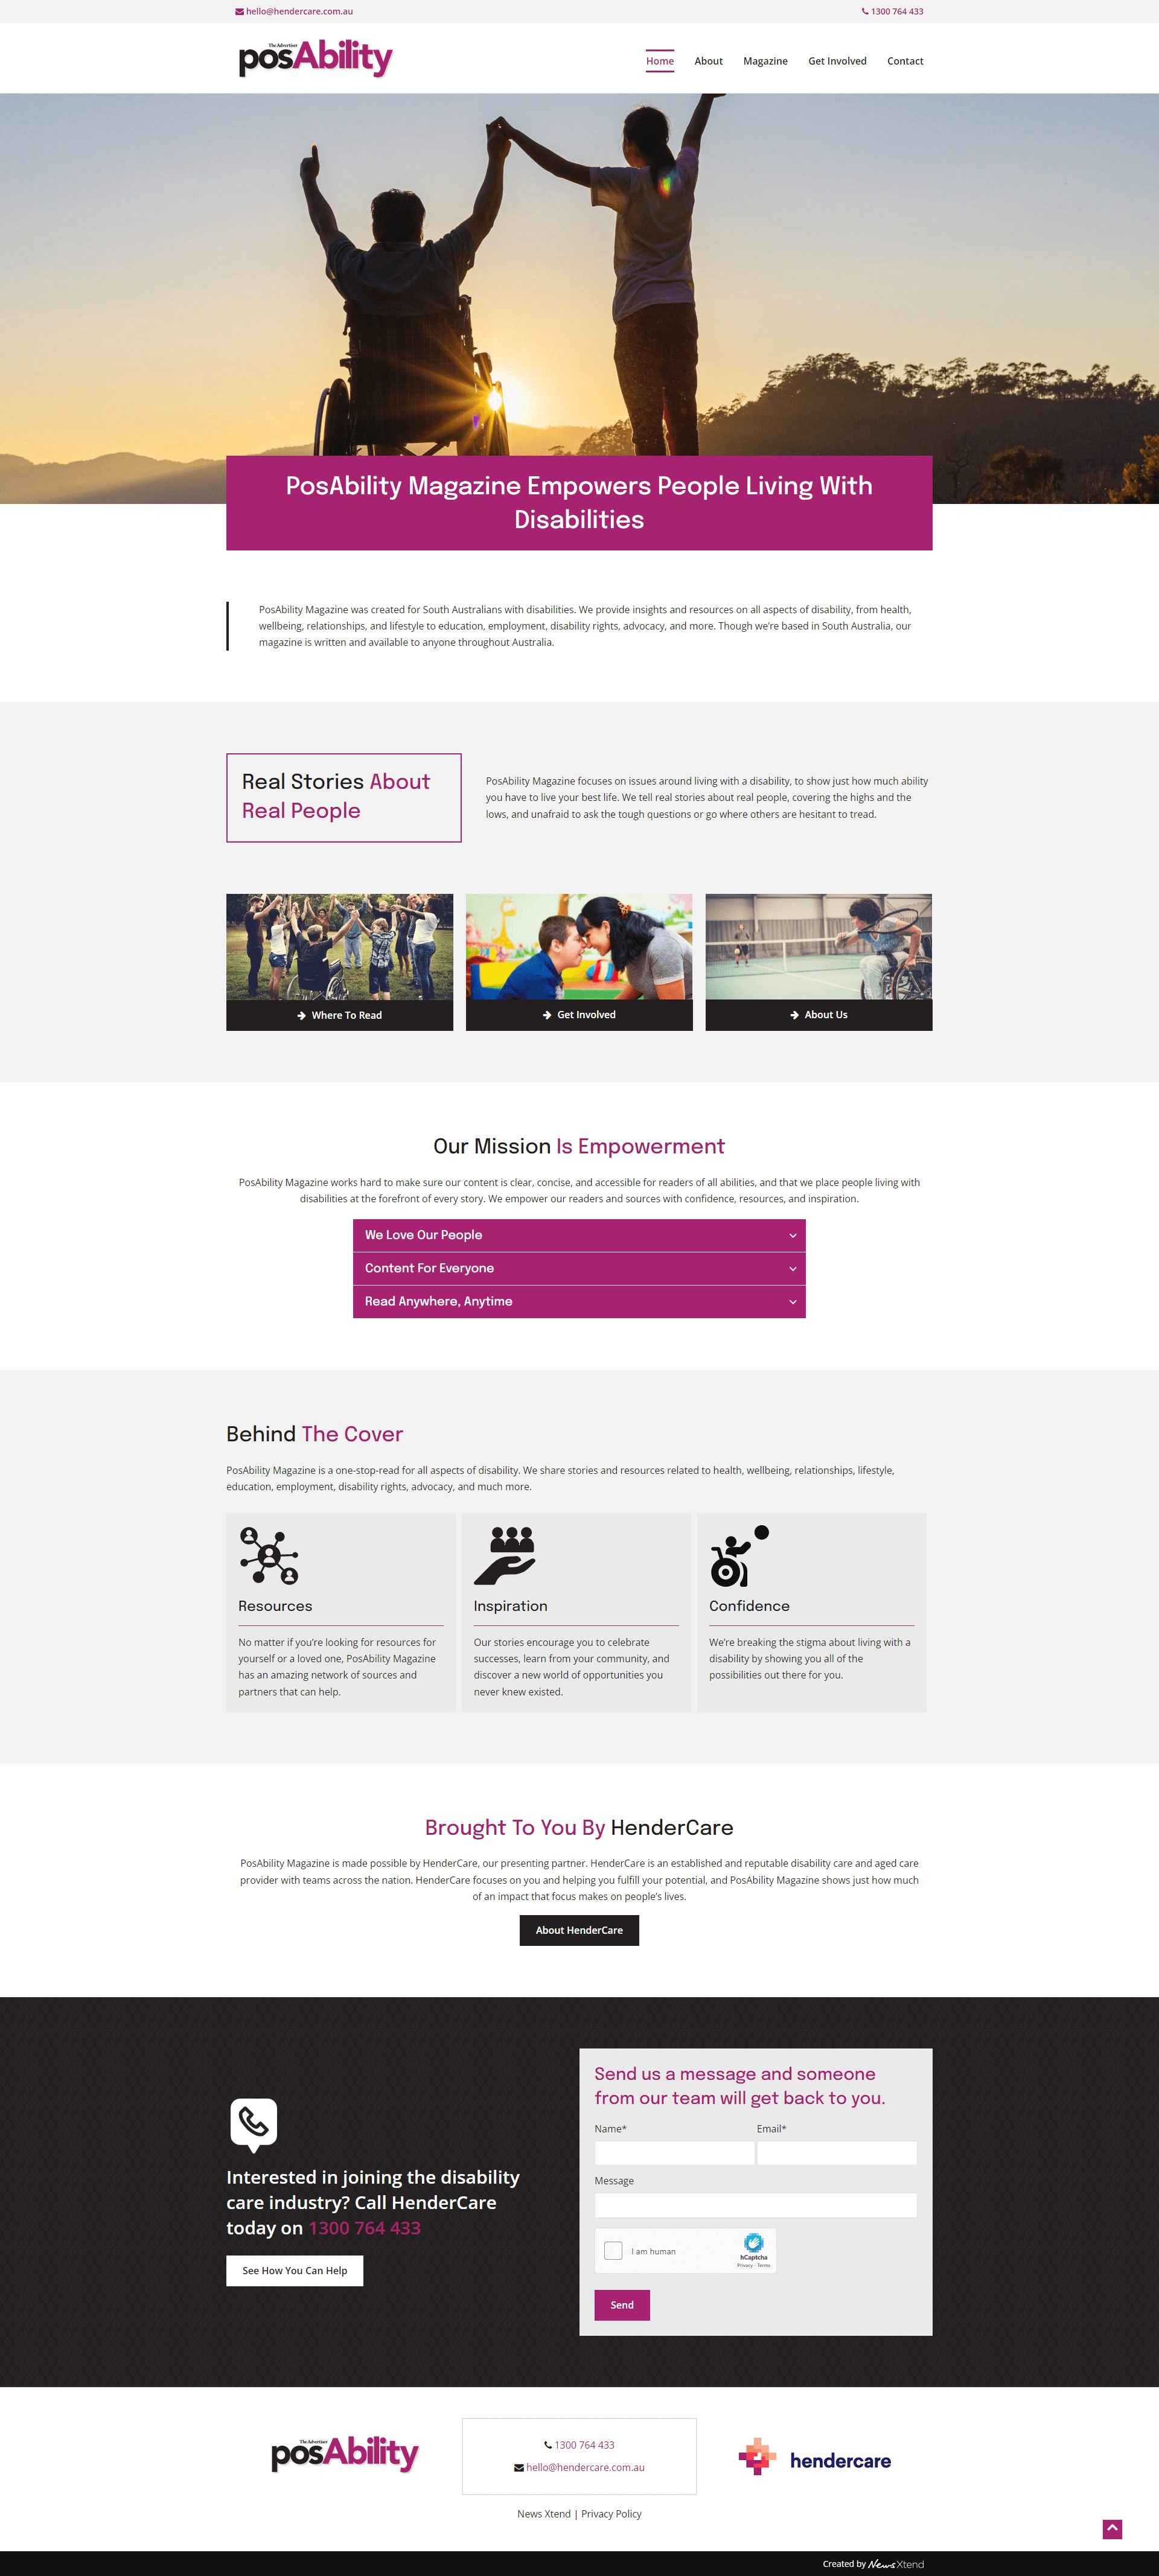 hello@hendercare.com.au
1300 764 433
The Advertiser
posAbility
Home About Magazine Get Involved Contact
PosAbility Magazine Empowers People Living With
Disabilities
PosAbility Magazine was created for South Australians with disabilities. We provide insights and resources on all aspects of disability, from health,
wellbeing, relationships, and lifestyle to education, employment, disability rights, advocacy, and more. Though we're based in South Australia, our
magazine is written and available to anyone throughout Australia.
Real Stories About
Real People
PosAbility Magazine focuses on issues around living with a disability, to show just how much ability
you have to live your best life. We tell real stories about real people, covering the highs and the
lows, and unafraid to ask the tough questions or go where others are hesitant to tread.
Where To Read
Get Involved
About Us
Our Mission Is Empowerment
PosAbility Magazine works hard to make sure our content is clear, concise, and accessible for readers of all abilities, and that we place people living with
disabilities at the forefront of every story. We empower our readers and sources with confidence, resources, and inspiration.
We Love Our People
Content For Everyone
Read Anywhere, Anytime
Behind The Cover
PosAbility Magazine is a one-stop-read for all aspects of disability. We share stories and resources related to health, wellbeing, relationships, lifestyle,
education, employment, disability rights, advocacy, and much more.
Resources
No matter if you're looking for resources for
yourself or a loved one, PosAbility Magazine
has an amazing network of sources and
partners that can help.
Inspiration
Our stories encourage you to celebrate
successes, learn from your community, and
discover a new world of opportunities you
never knew existed.
Confidence
We're breaking the stigma about living with a
disability by showing you all of the
possibilities out there for you.
Brought To You By HenderCare
PosAbility Magazine is made possible by HenderCare, our presenting partner. HenderCare is an established and reputable disability care and aged care
provider with teams across the nation. HenderCare focuses on you and helping you fulfill your potential, and PosAbility Magazine shows just how much
of an impact that focus makes on people's lives.
About HenderCare
Interested in joining the disability
care industry? Call HenderCare
today on 1300 764 433
See How You Can Help
Send us a message and someone
from our team will get back to you.
Name*
Email*
Message
I am human
hCaptcha
Privacy - Terms
Send
The Advertiser
posAbility
1300 764 433
hello@hendercare.com.au
hendercare
News Xtend | Privacy Policy
Created by News Xtend